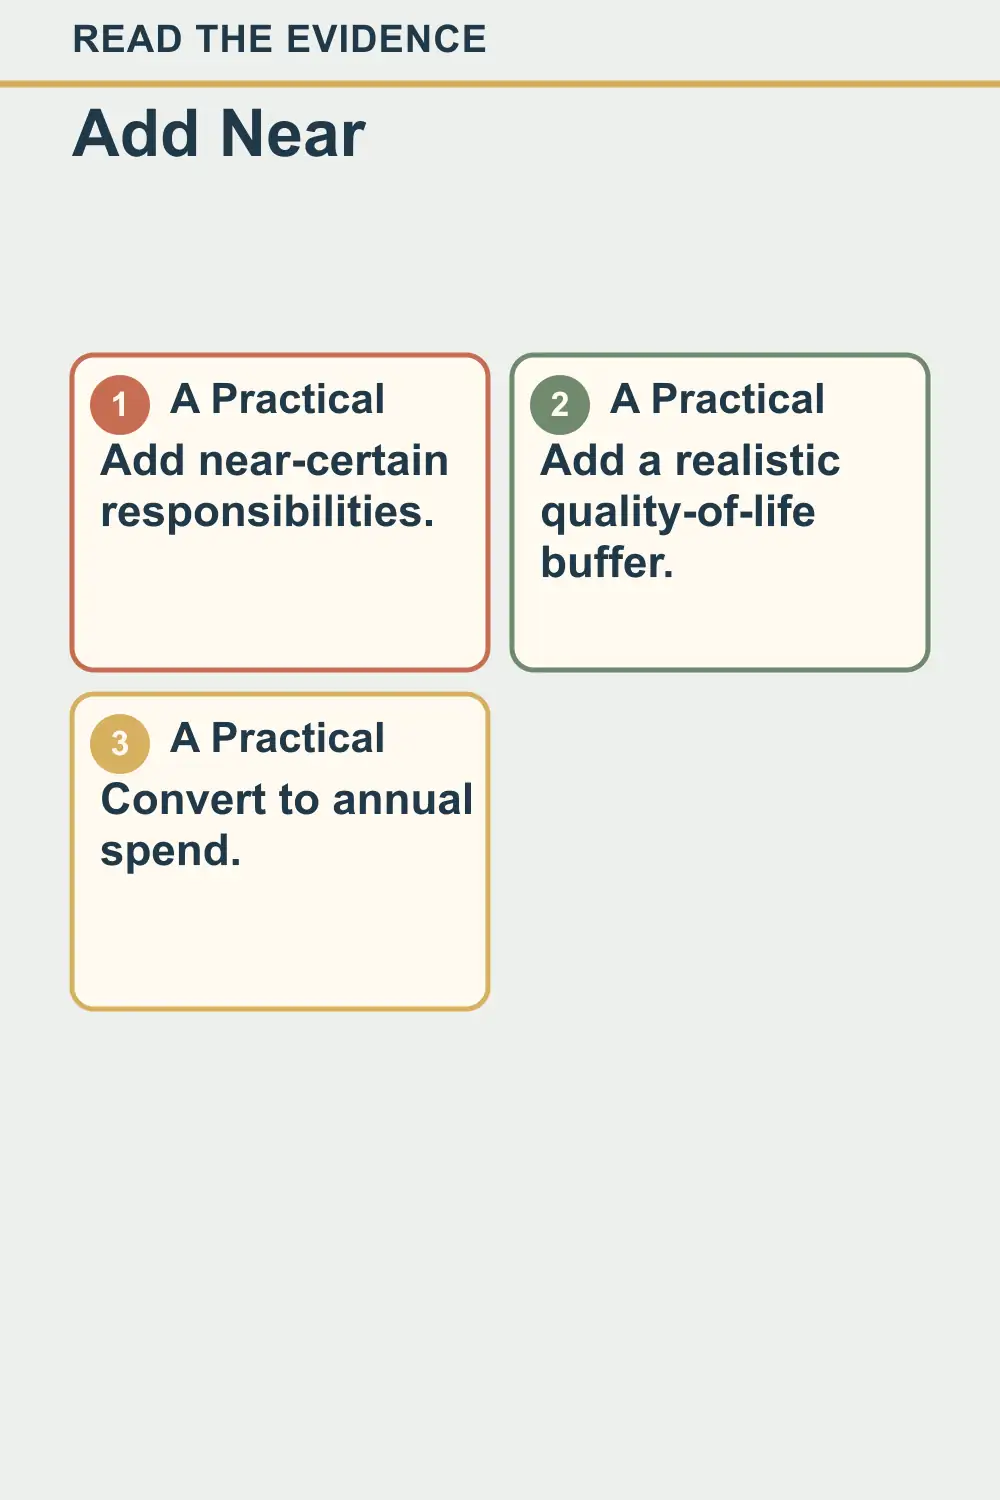 READ THE EVIDENCE
Add Near
1 A Practical
Add near-certain
responsibilities.
2 A Practical
Add a realistic
quality-of-life
buffer.
3 A Practical
Convert to annual
spend.